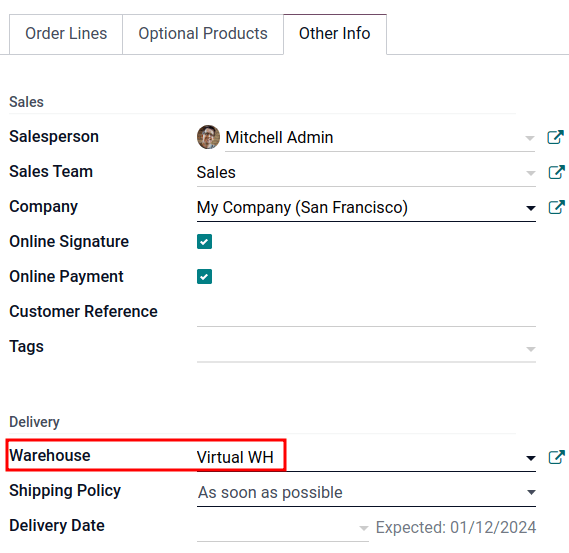 Order Lines Optional Products Other Info
Sales
Salesperson Mitchell Admin
Sales Team Sales
Company My Company (San Francisco)
Online Signature
Online Payment
Customer Reference
Tags
Delivery
Warehouse Virtual WH
Shipping Policy As soon as possible
Delivery Date Expected: 01/12/2024